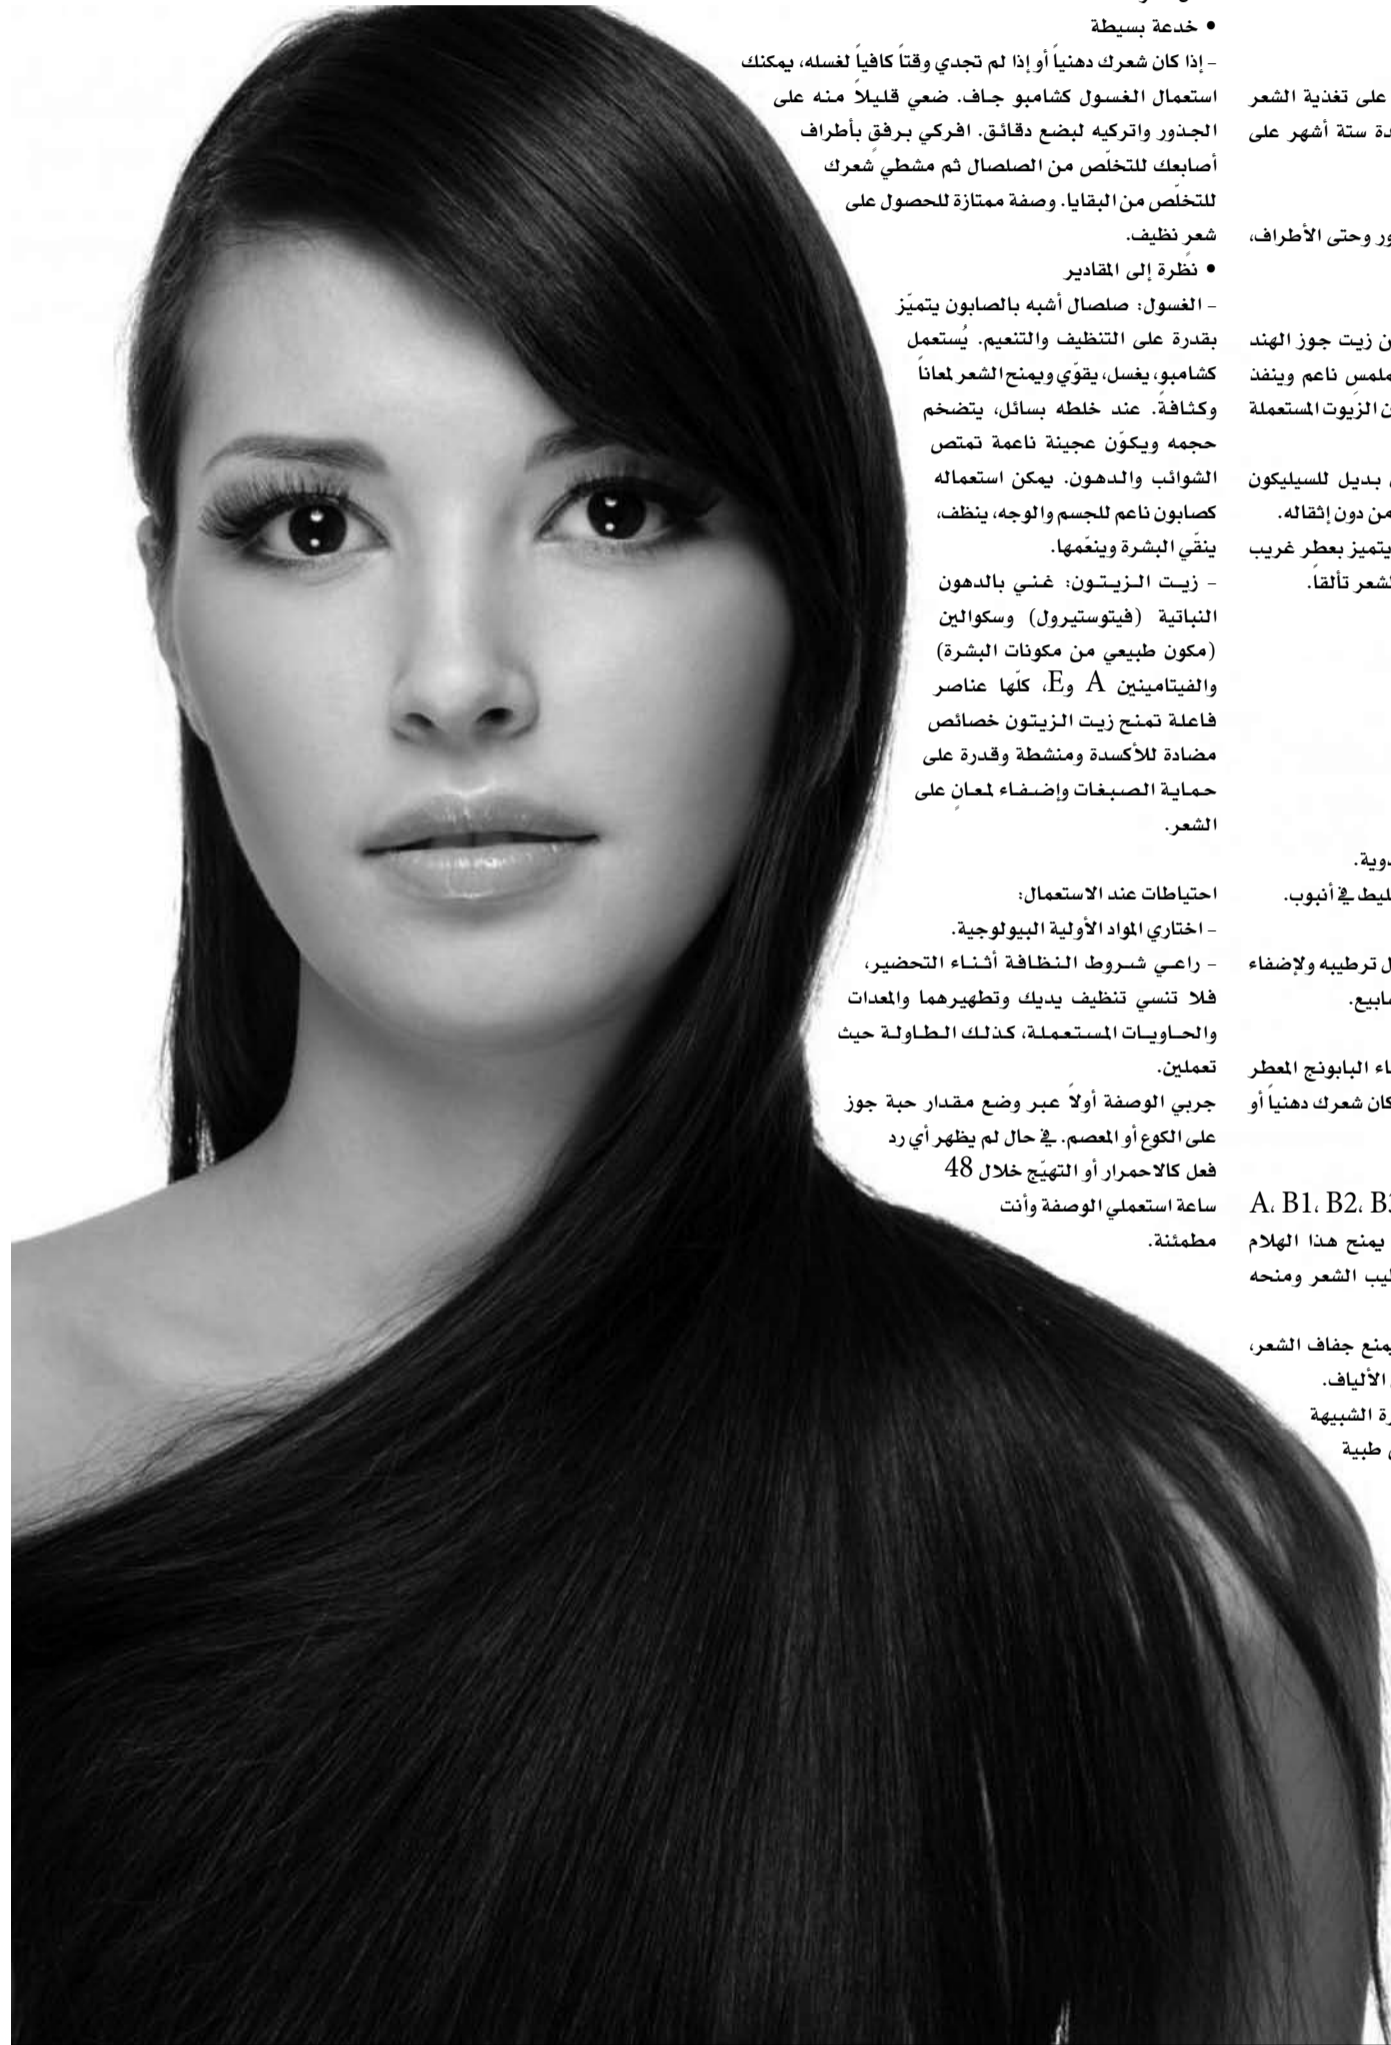 على تغذية الشعر
ستة أشهر على
وحتى الأطراف،
زيت جوز الهند
ملمس ناعم وينفذ
الزيوت المستعملة
بديل للسيليكون
من دون إثقاله.
يتميز بعطر غريب
تألقاً.
في أنبوب.
ترطيبه ولإضفاء
البابونج المعطر
كان شعرك دهنياً أو
A، B1، B2، B3
يمنح هذا الهلام
الشعر ومنحه
يمنع جفاف الشعر،
الألياف.
الشبيهة
طبية
• خدعة بسيطة
- إذا كان شعرك دهنياً أو إذا لم تجدي وقتاً كافياً لغسله، يمكنك
استعمال الغسول كشامبو جاف. ضعي قليلاً منه على
الجذور واتركيه لبضع دقائق. افركي برفقٍ بأطراف
أصابعك للتخلّص من الصلصال ثم مشطي شعرك
للتخلّص من البقايا. وصفة ممتازة للحصول على
شعرٍ نظيف.
• نظرة إلى المقادير
- الغسول: صلصال أشبه بالصابون يتميّز
بقدرة على التنظيف والتنعيم. يُستعمل
كشامبو، يغسل، يقوّي ويمنح الشعر لمعاناً
وكثافة. عند خلطه بسائل، يتضخم
حجمه ويكوّن عجينة ناعمة تمتص
الشوائب والدهون. يمكن استعماله
كصابون ناعم للجسم والوجه، ينظف،
ينقّي البشرة وينعّمها.
- زيت الزيتون: غني بالدهون
النباتية (فيتوستيرول) وسكوالين
(مكون طبيعي من مكونات البشرة)
والفيتامينين A وE، كلّها عناصر
فاعلة تمنح زيت الزيتون خصائص
مضادة للأكسدة ومنشطة وقدرة على
حماية الصبغات وإضفاء لمعانٍ على
الشعر.
احتياطات عند الاستعمال:
- اختاري المواد الأولية البيولوجية.
- راعي شروط النظافة أثناء التحضير،
فلا تنسي تنظيف يديك وتطهيرهما والمعدات
والحاويات المستعملة، كذلك الطاولة حيث
تعملين.
جربي الوصفة أولاً عبر وضع مقدار حبة جوز
على الكوع أو المعصم. في حال لم يظهر أي رد
فعل كالاحمرار أو التهيّج خلال 48
ساعة استعملي الوصفة وأنت
مطمئنة.